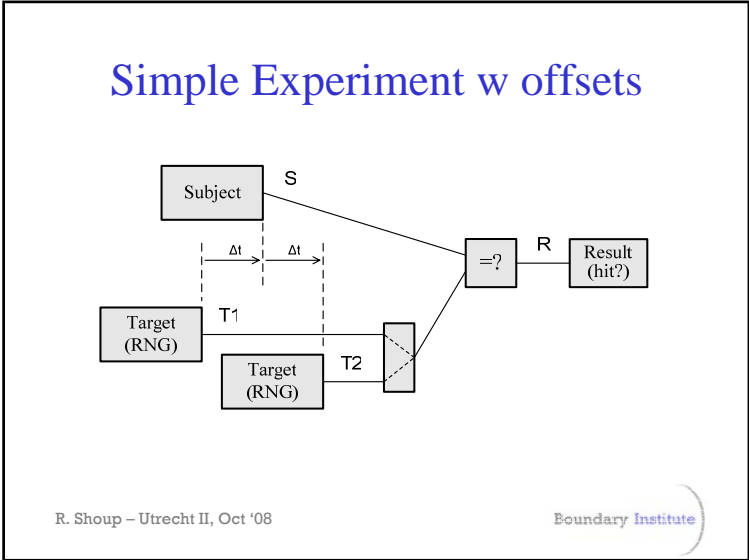 Simple Experiment w offsets
Subject
S
Δt
Δt
=?
R
Result
(hit?)
Target
(RNG)
T1
Target
(RNG)
T2
R. Shoup – Utrecht II, Oct ‘08
Boundary Institute